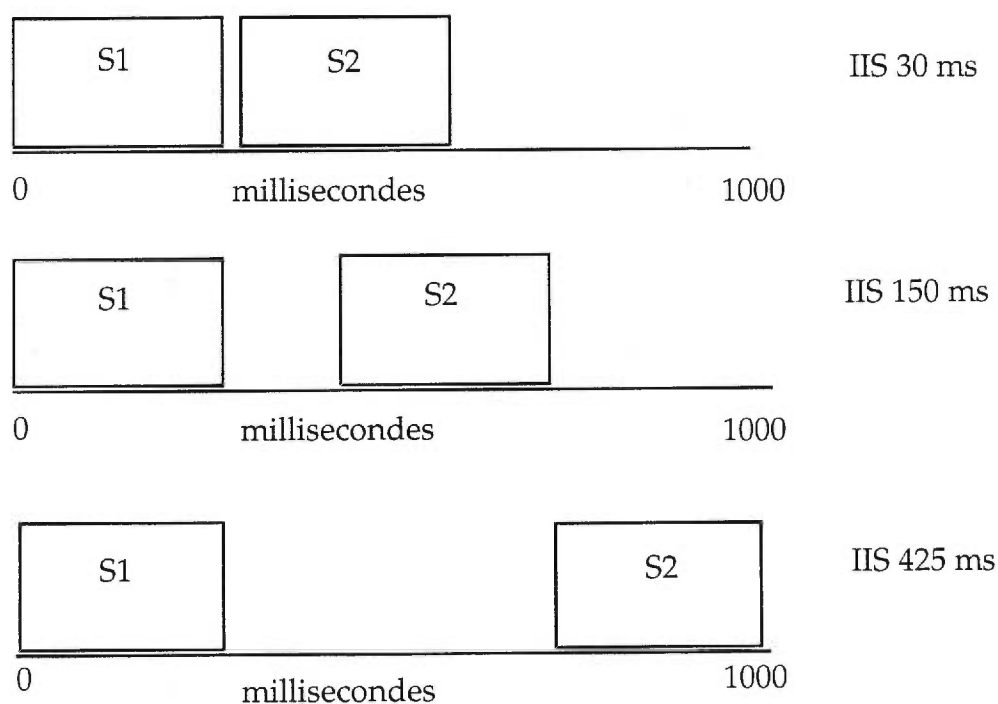 S1 S2 IIS 30 ms
0 millisecondes 1000
S1 S2 IIS 150 ms
0 millisecondes 1000
S1 S2 IIS 425 ms
0 millisecondes 1000